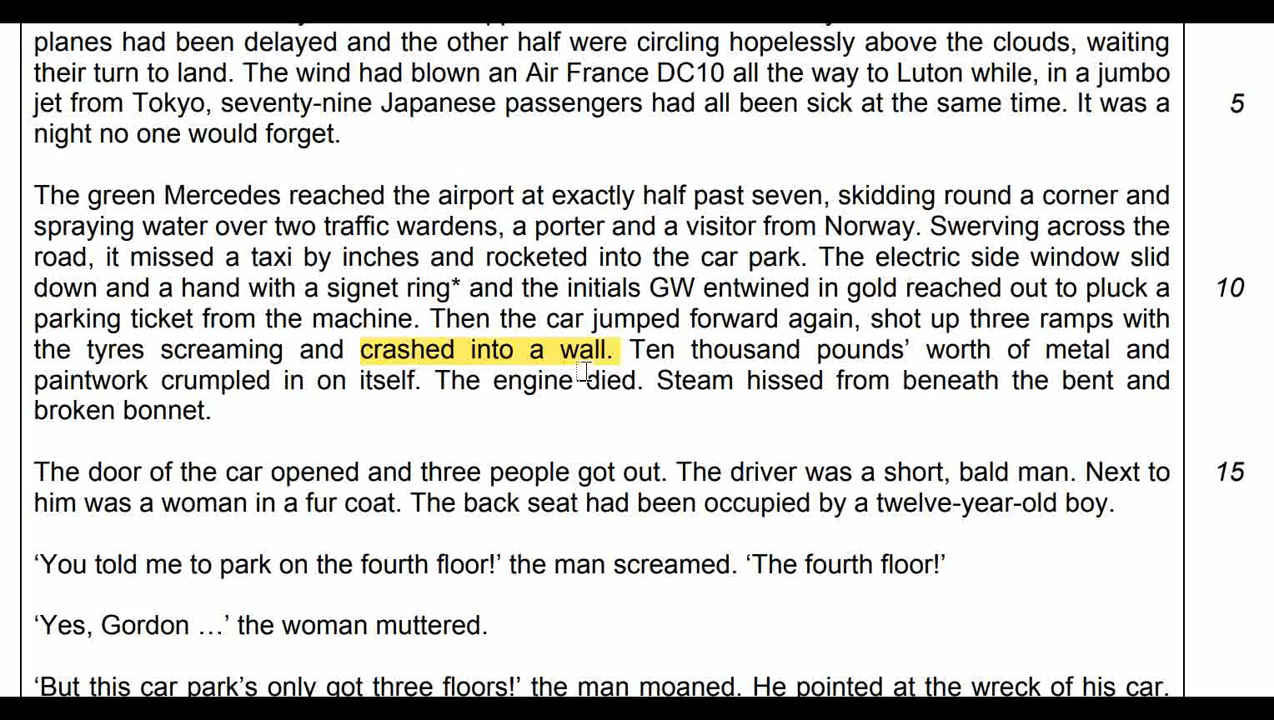 planes had been delayed and the other half were circling hopelessly above the clouds, waiting
their turn to land. The wind had blown an Air France DC10 all the way to Luton while, in a jumbo
jet from Tokyo, seventy-nine Japanese passengers had all been sick at the same time. It was a 5
night no one would forget.
The green Mercedes reached the airport at exactly half past seven, skidding round a corner and
spraying water over two traffic wardens, a porter and a visitor from Norway. Swerving across the
road, it missed a taxi by inches and rocketed into the car park. The electric side window slid
down and a hand with a signet ring* and the initials GW entwined in gold reached out to pluck a 10
parking ticket from the machine. Then the car jumped forward again, shot up three ramps with
the tyres screaming and crashed into a wall. Ten thousand pounds’ worth of metal and
paintwork crumpled in on itself. The engine died. Steam hissed from beneath the bent and
broken bonnet.
The door of the car opened and three people got out. The driver was a short, bald man. Next to 15
him was a woman in a fur coat. The back seat had been occupied by a twelve-year-old boy.
‘You told me to park on the fourth floor!’ the man screamed. ‘The fourth floor!’
‘Yes, Gordon …’ the woman muttered.
‘But this car park’s only got three floors!’ the man moaned. He pointed at the wreck of his car.